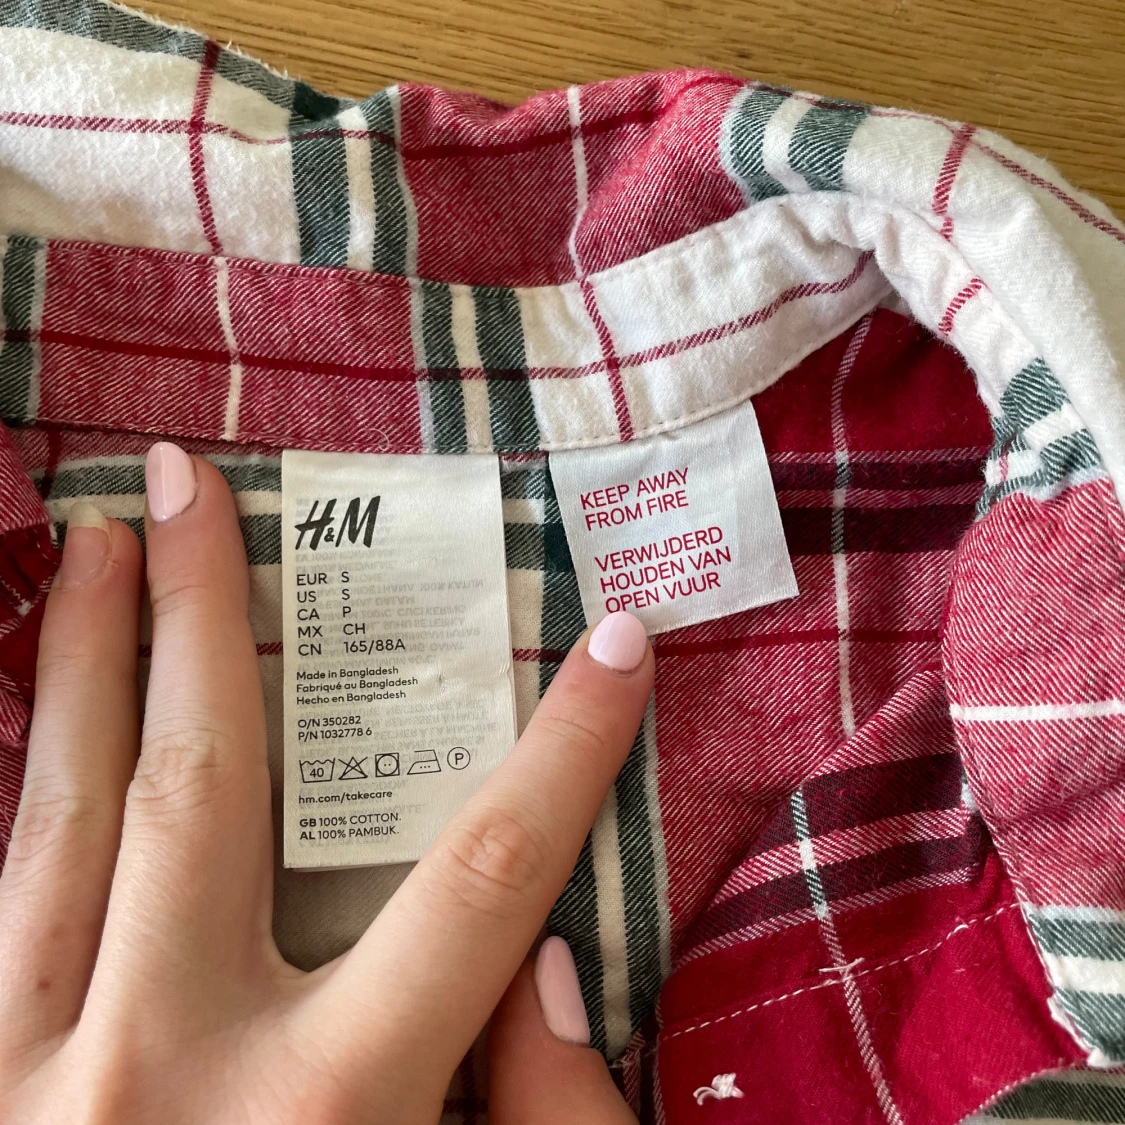 H&M
EUR S
US S
CA P
MX CH
CN 165/88A
Made in Bangladesh
Fabriqué au Bangladesh
Hecho en Bangladesh
O/N 350282
P/N 1032778 6
40
P
hm.com/takecare
GB 100% COTTON.
AL 100% PAMBUK.
KEEP AWAY
FROM FIRE
VERWIJDERD
HOUDEN VAN
OPEN VUUR